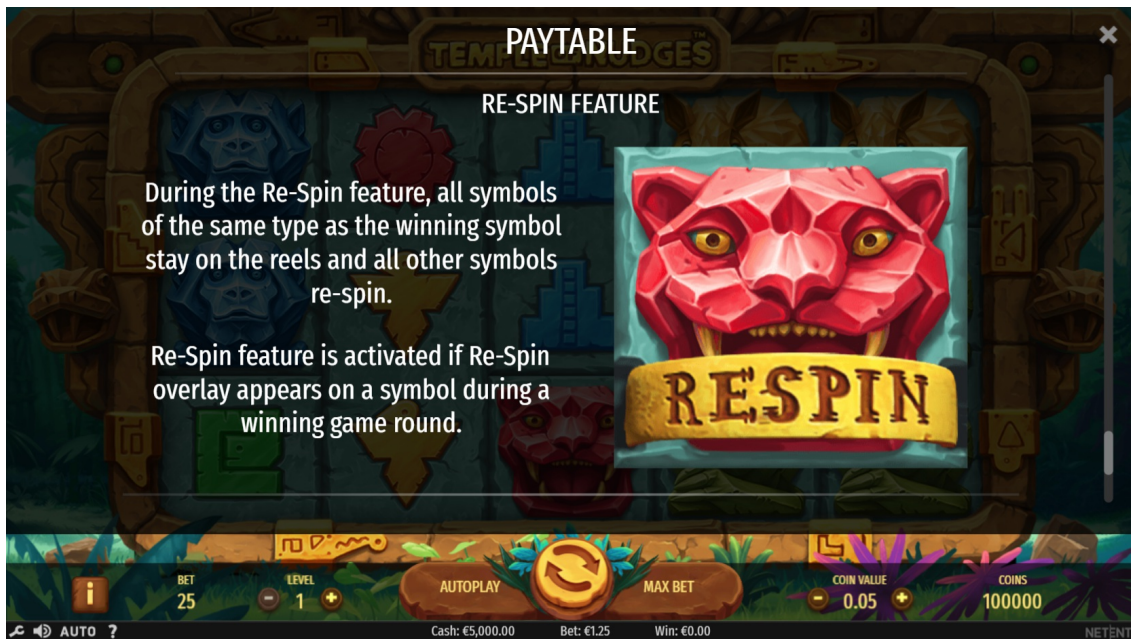 PAYTABLE
TEMPLE OF NUDGES™
RE-SPIN FEATURE
During the Re-Spin feature, all symbols
of the same type as the winning symbol
stay on the reels and all other symbols
re-spin.
Re-Spin feature is activated if Re-Spin
overlay appears on a symbol during a
winning game round.
RESPIN
BET
25
LEVEL
1
AUTOPLAY
MAX BET
COIN VALUE
0.05
COINS
100000
AUTO ?
Cash: €5,000.00 Bet: €1.25 Win: €0.00
NETENT